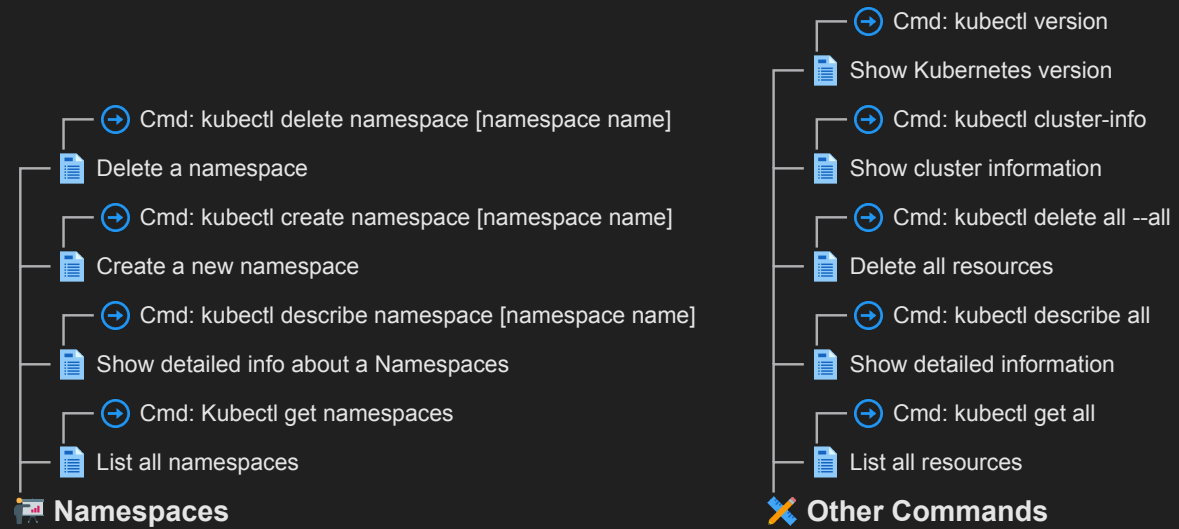 Cmd: kubectl delete namespace [namespace name]
Delete a namespace
Cmd: kubectl create namespace [namespace name]
Create a new namespace
Cmd: kubectl describe namespace [namespace name]
Show detailed info about a Namespaces
Cmd: Kubectl get namespaces
List all namespaces
Namespaces
Cmd: kubectl version
Show Kubernetes version
Cmd: kubectl cluster-info
Show cluster information
Cmd: kubectl delete all --all
Delete all resources
Cmd: kubectl describe all
Show detailed information
Cmd: kubectl get all
List all resources
Other Commands